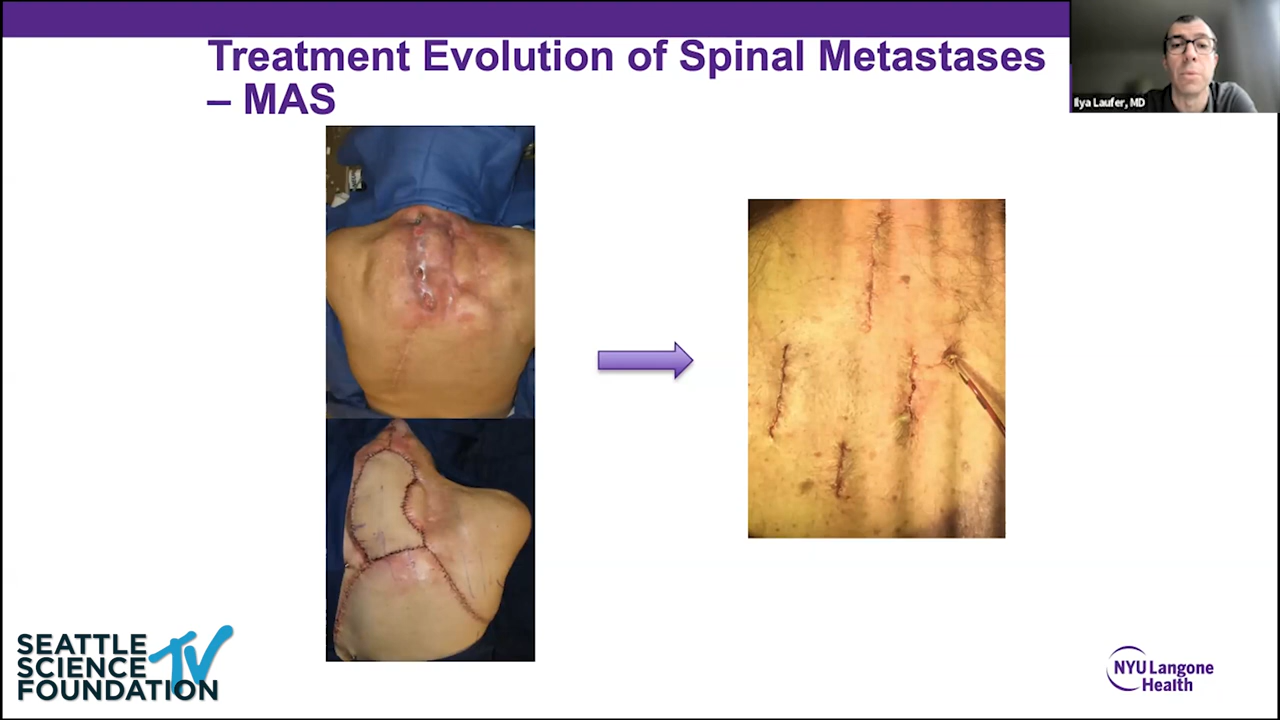 Treatment Evolution of Spinal Metastases
– MAS
Ilya Laufer, MD
SEATTLE
SCIENCE
FOUNDATION
TV
NYU Langone
Health